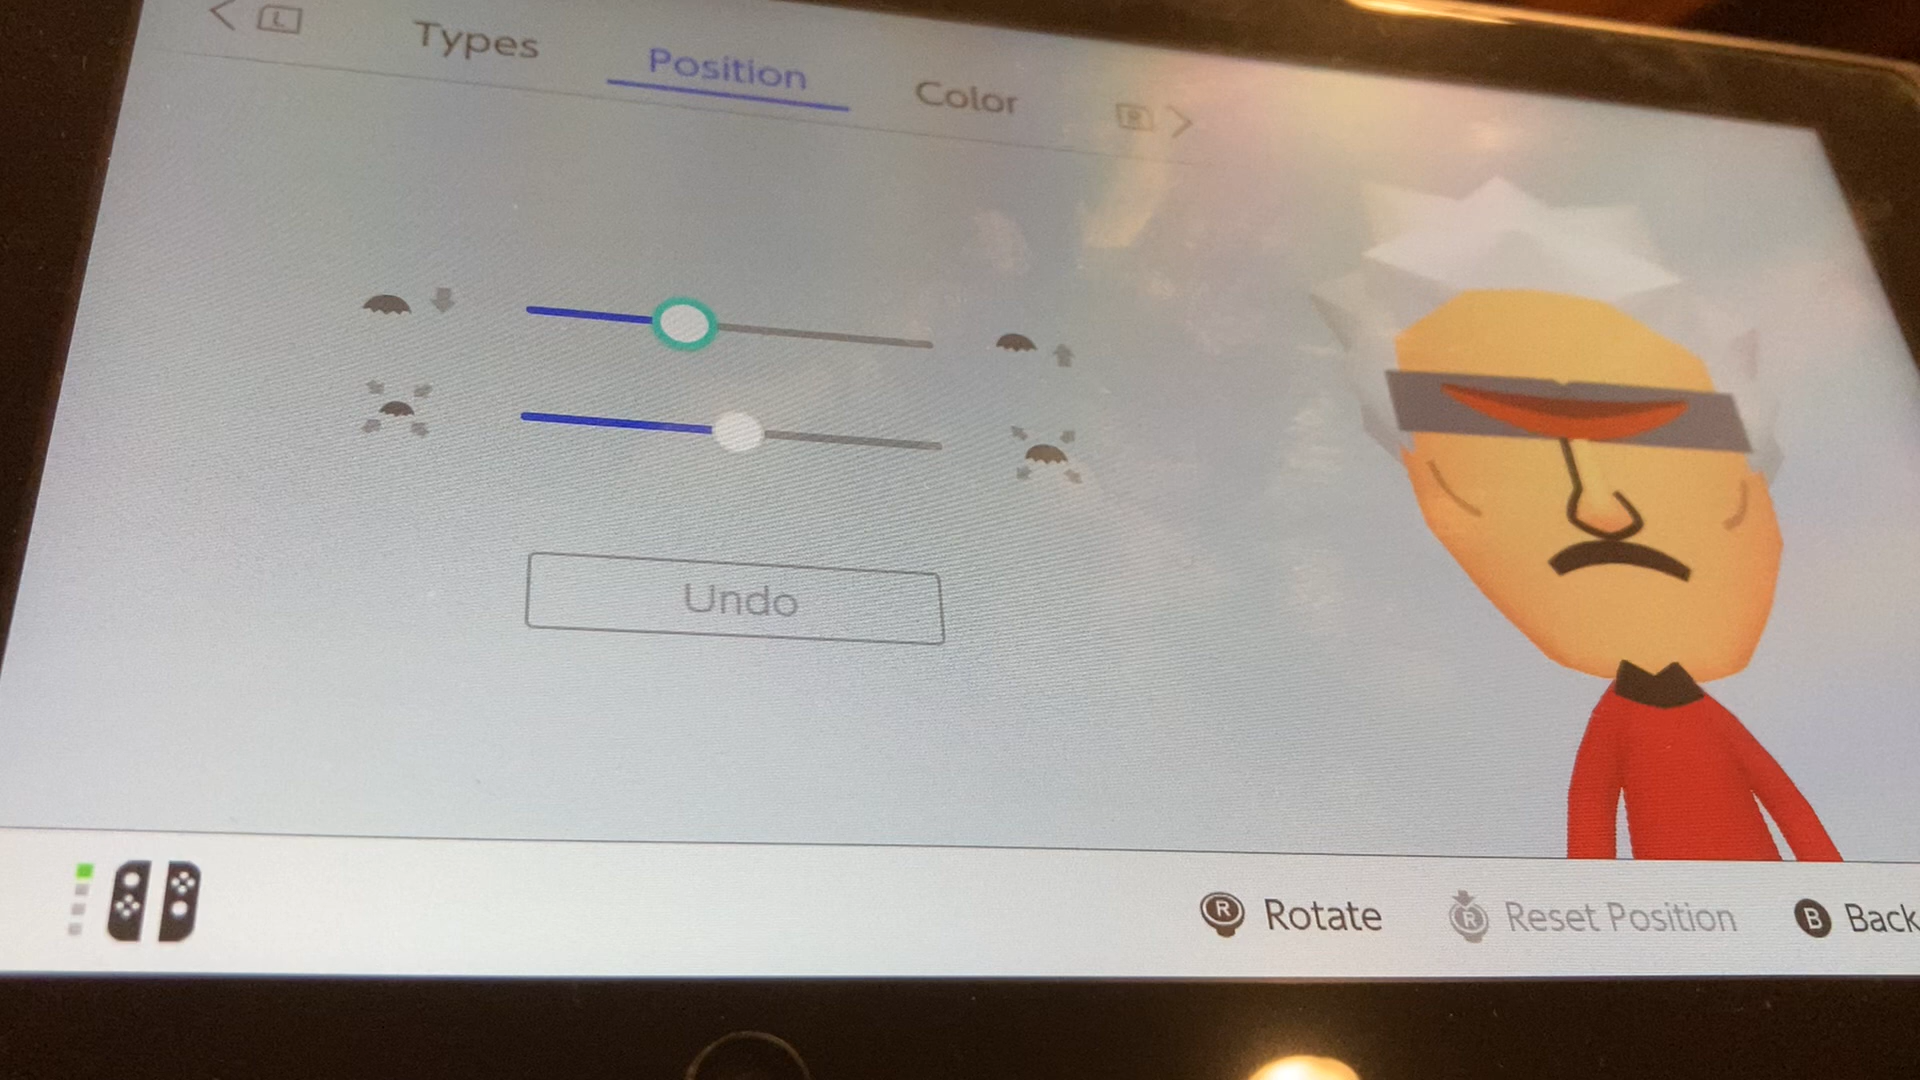 L
Types
Position
Color
R
Undo
R Rotate
R Reset Position
B Back